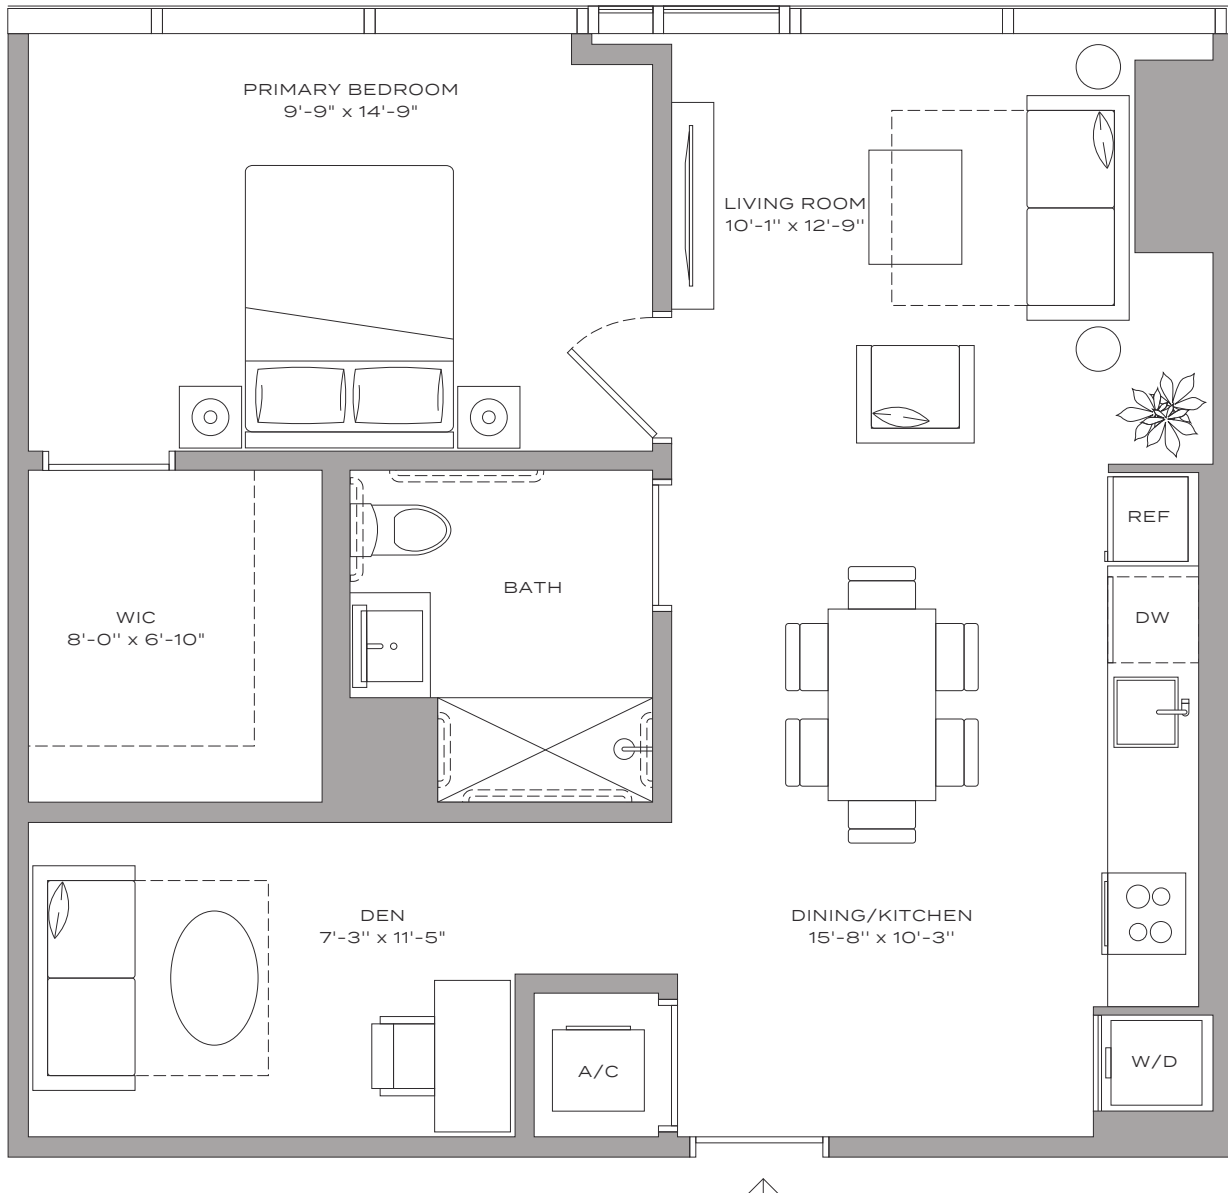 PRIMARY BEDROOM
9'-9" x 14'-9"
LIVING ROOM
10'-1" x 12'-9"
REF
BATH
DW
WIC
8'-0" x 6'-10"
DEN
7'-3" x 11'-5"
DINING/KITCHEN
15'-8" x 10'-3"
A/C
W/D